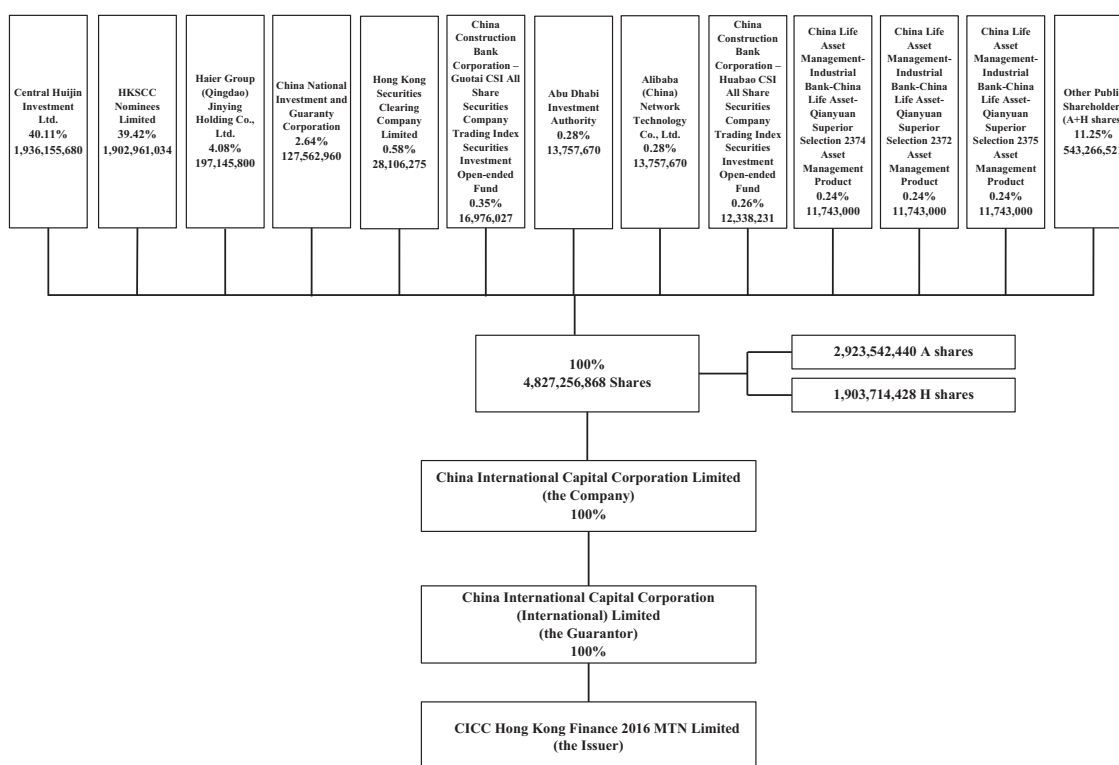 Central Huijin
Investment
Ltd.
40.11%
1,936,155,680
HKSCC
Nominees
Limited
39.42%
1,902,961,034
Haier Group
(Qingdao)
Jinying
Holding Co.,
Ltd.
4.08%
197,145,800
China National
Investment and
Guaranty
Corporation
2.64%
127,562,960
Hong Kong
Securities
Clearing
Company
Limited
0.58%
28,106,275
China
Construction
Bank
Corporation –
Guotai CSI All
Share
Securities
Company
Trading Index
Securities
Investment
Open-ended
Fund
0.35%
16,976,027
Abu Dhabi
Investment
Authority
0.28%
13,757,670
Alibaba
(China)
Network
Technology
Co., Ltd.
0.28%
13,757,670
China
Construction
Bank
Corporation –
Huabao CSI
All Share
Securities
Company
Trading Index
Securities
Investment
Open-ended
Fund
0.26%
12,338,231
China Life
Asset
Management-
Industrial
Bank-China
Life Asset-
Qianyuan
Superior
Selection 2374
Asset
Management
Product
0.24%
11,743,000
China Life
Asset
Management-
Industrial
Bank-China
Life Asset-
Qianyuan
Superior
Selection 2372
Asset
Management
Product
0.24%
11,743,000
China Life
Asset
Management-
Industrial
Bank-China
Life Asset-
Qianyuan
Superior
Selection 2375
Asset
Management
Product
0.24%
11,743,000
Other Public
Shareholder
(A+H shares
11.25%
543,266,52
100%
4,827,256,868 Shares
2,923,542,440 A shares
1,903,714,428 H shares
China International Capital Corporation Limited
(the Company)
100%
China International Capital Corporation
(International) Limited
(the Guarantor)
100%
CICC Hong Kong Finance 2016 MTN Limited
(the Issuer)